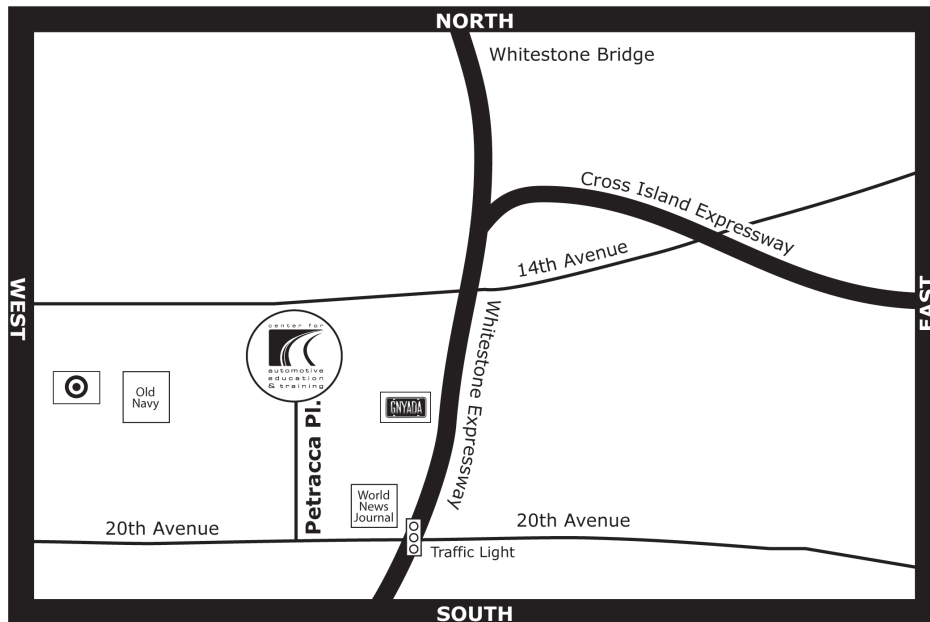 NORTH
Whitestone Bridge
Cross Island Expressway
14th Avenue
WEST
EAST
center for
automotive
education
& training
Whitestone Expressway
Old
Navy
GNYADA
Petracca Pl.
World
News
Journal
20th Avenue
20th Avenue
Traffic Light
SOUTH